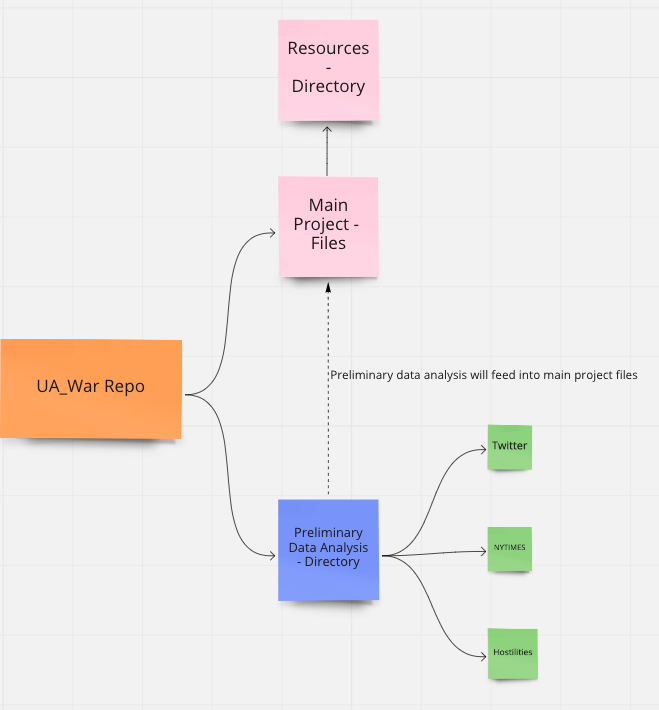 Resources
-
Directory
Main
Project -
Files
UA_War Repo
Preliminary data analysis will feed into main project files
Twitter
Preliminary
Data Analysis
- Directory
NYTIMES
Hostilities